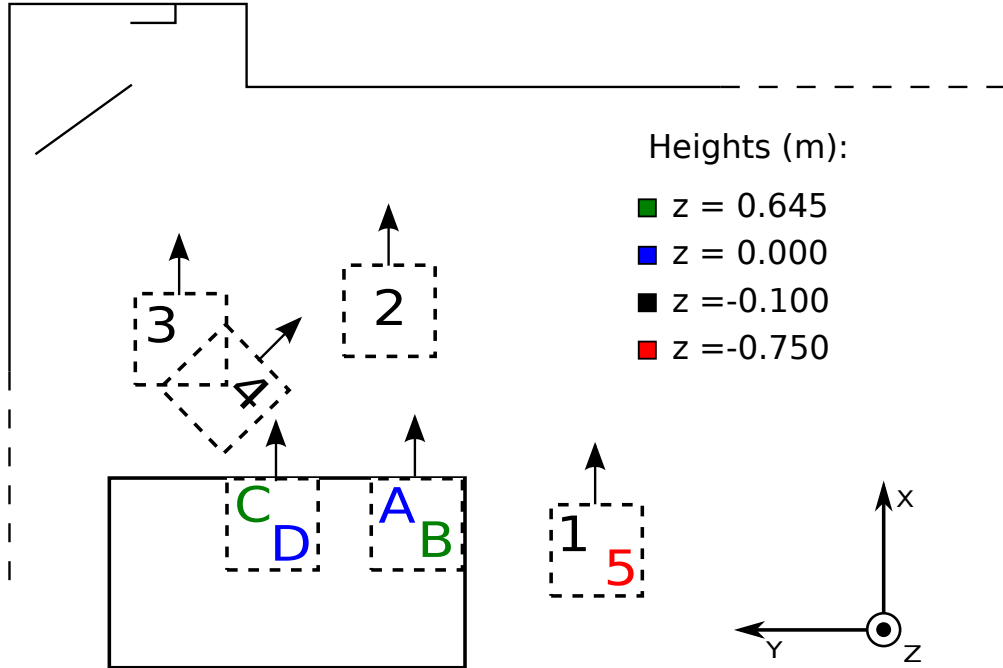 Heights (m):
z = 0.645
z = 0.000
z =-0.100
z =-0.750
3
2
4
C
D
A
B
1
5
X
Y
Z